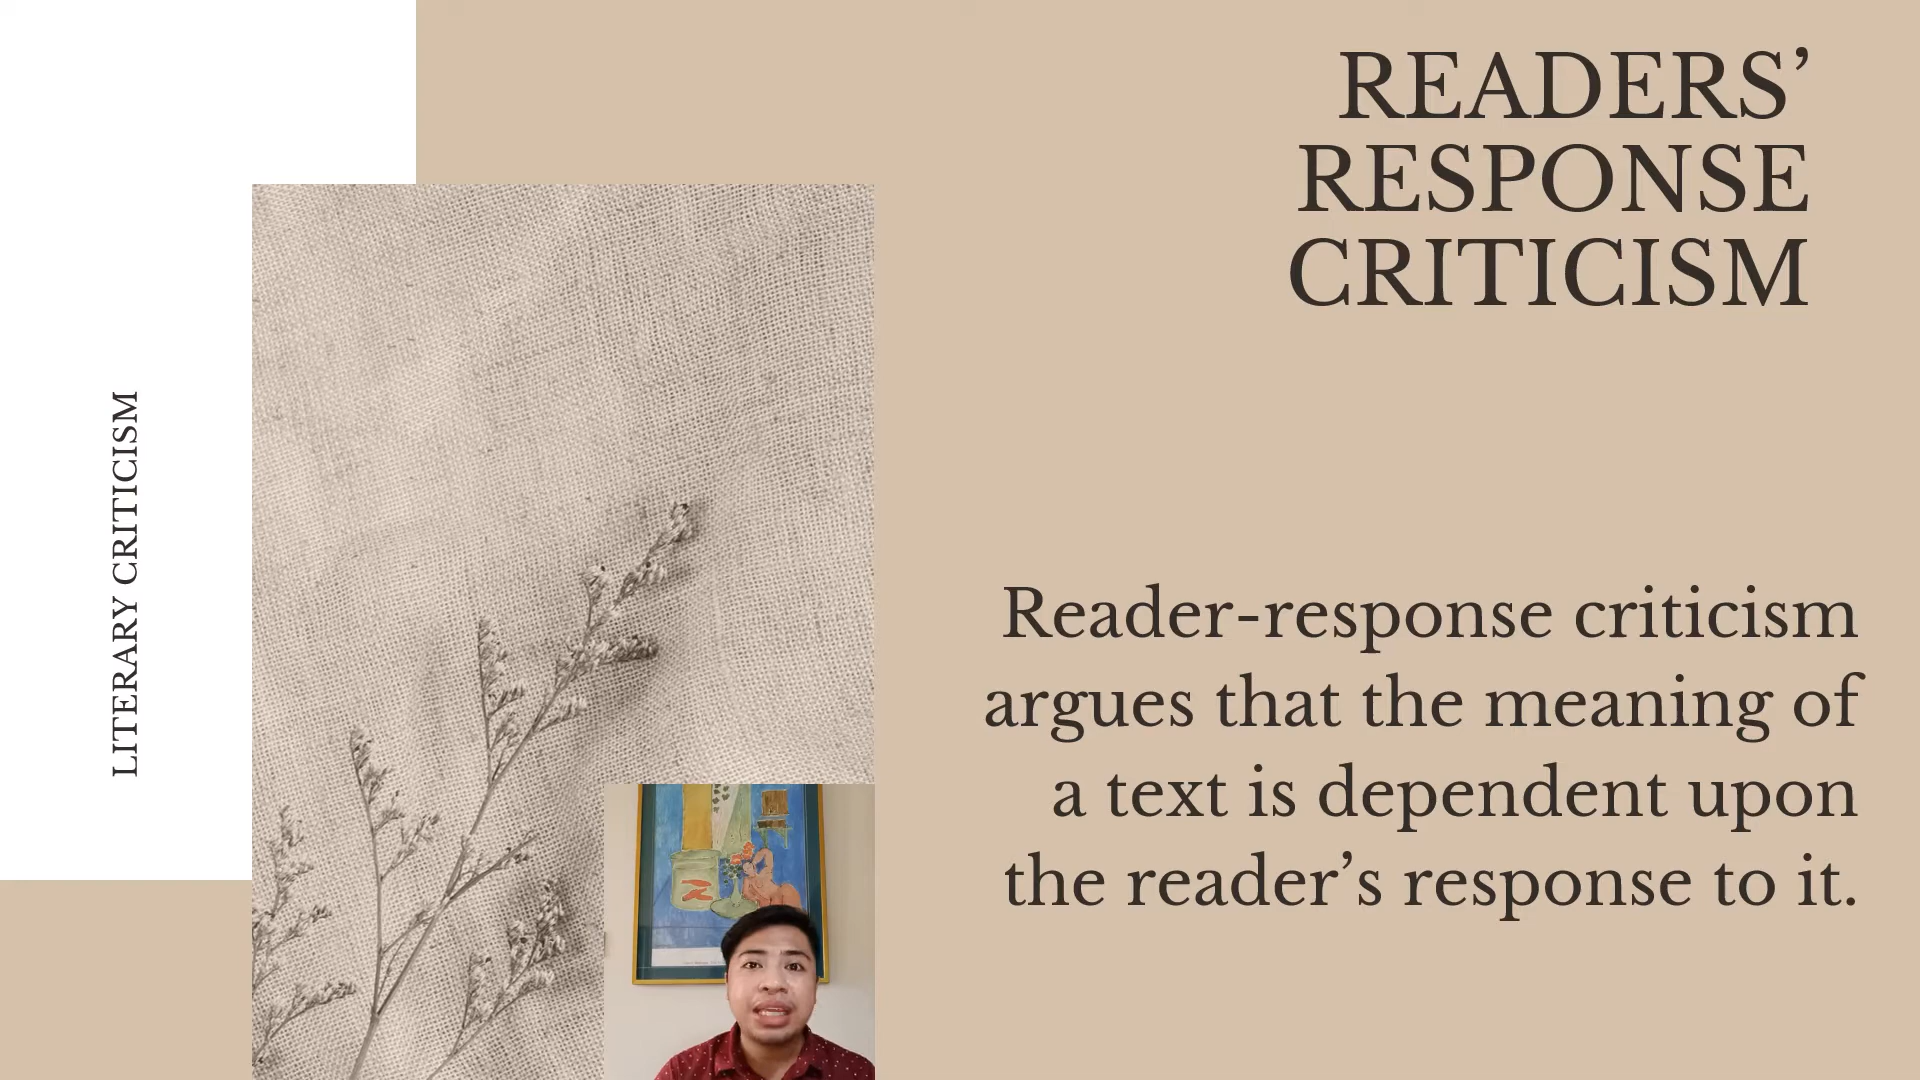 READERS’
RESPONSE
CRITICISM
LITERARY CRITICISM
Reader-response criticism
argues that the meaning of
a text is dependent upon
the reader’s response to it.